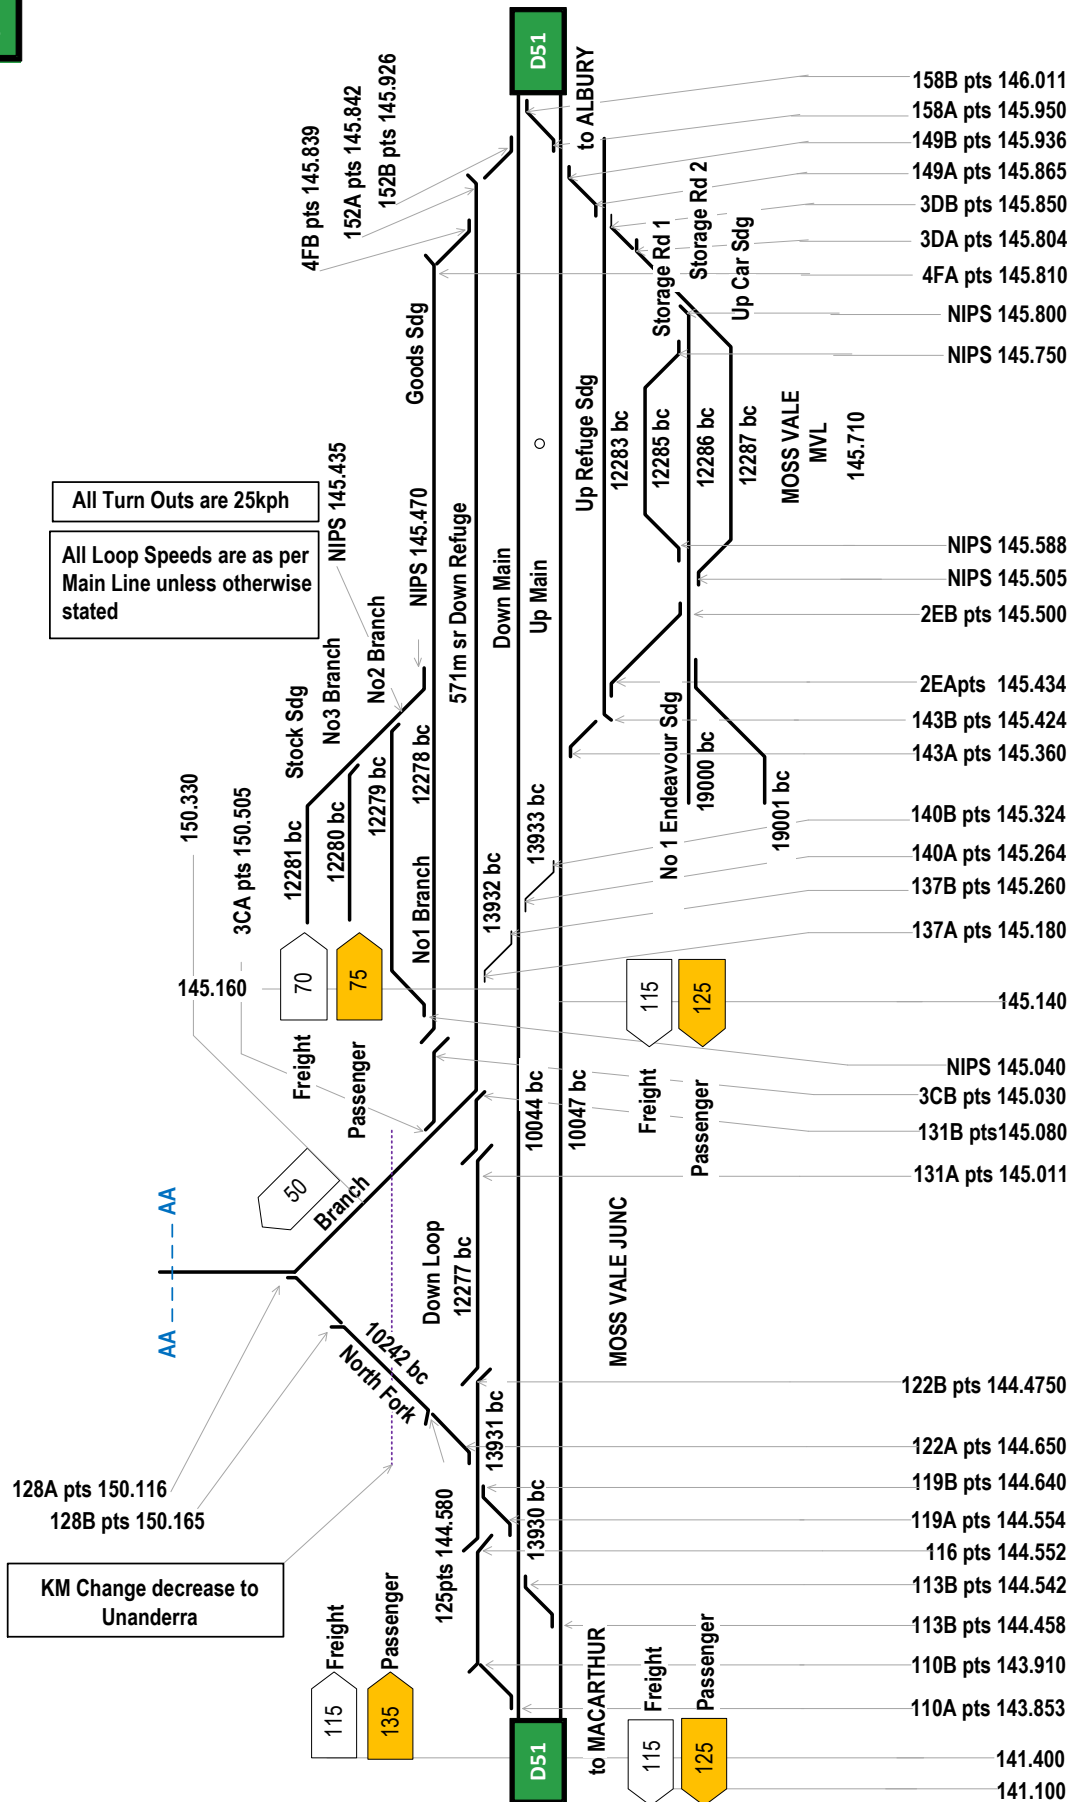 D51
to ALBURY
158B pts 146.011
158A pts 145.950
149B pts 145.936
149A pts 145.865
3DB pts 145.850
3DA pts 145.804
4FA pts 145.810
NIPS 145.800
NIPS 145.750
4FB pts 145.839
152A pts 145.842
152B pts 145.926
Storage Rd 1
Storage Rd 2
Up Car Sdg
Goods Sdg
Up Refuge Sdg
12283 bc
12285 bc
12286 bc
12287 bc
MOSS VALE
MVL
145.710
All Turn Outs are 25kph
All Loop Speeds are as per
Main Line unless otherwise
stated
NIPS 145.435
NIPS 145.470
571m sr Down Refuge
Down Main
Up Main
NIPS 145.588
NIPS 145.505
2EB pts 145.500
2EApts 145.434
143B pts 145.424
143A pts 145.360
Stock Sdg
No3 Branch
No2 Branch
12281 bc
12280 bc
12279 bc
12278 bc
No1 Branch
13932 bc
13933 bc
No 1 Endeavour Sdg
19000 bc
19001 bc
140B pts 145.324
140A pts 145.264
137B pts 145.260
137A pts 145.180
150.330
3CA pts 150.505
145.160
70
75
Freight
Passenger
115
125
Freight
Passenger
145.140
NIPS 145.040
3CB pts 145.030
131B pts145.080
131A pts 145.011
10044 bc
10047 bc
50
Branch
AA — — AA
Down Loop
12277 bc
MOSS VALE JUNC
10242 bc
North Fork
122B pts 144.4750
122A pts 144.650
119B pts 144.640
119A pts 144.554
116 pts 144.552
113B pts 144.542
113B pts 144.458
110B pts 143.910
110A pts 143.853
128A pts 150.116
128B pts 150.165
125pts 144.580
13931 bc
13930 bc
KM Change decrease to
Unanderra
115
135
Freight
Passenger
to MACARTHUR
115
125
Freight
Passenger
D51
141.400
141.100